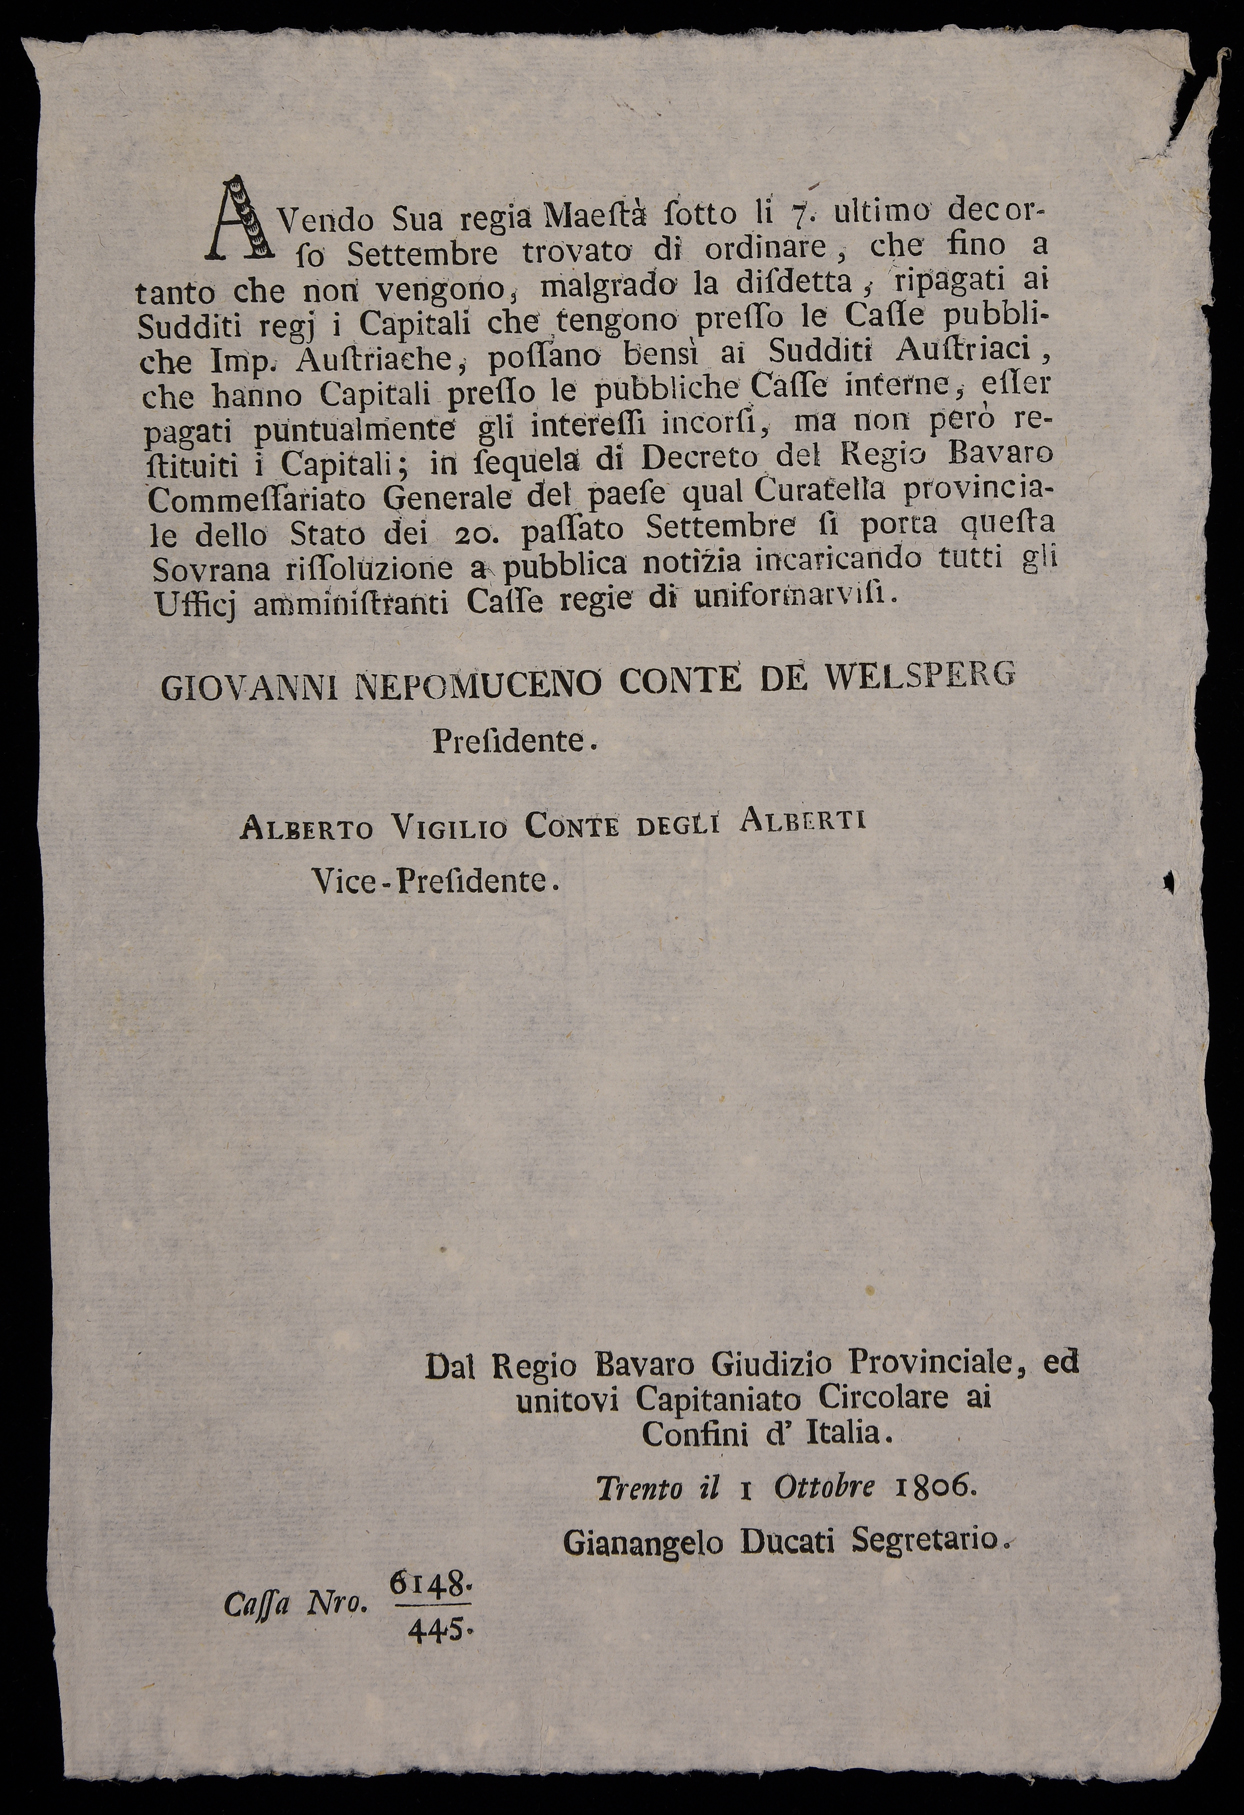 AVendo Sua regia Maeſtà ſotto li 7. ultimo decor-
ſo Settembre trovato di ordinare, che fino a
tanto che non vengono, malgrado la diſdetta, ripagati ai
Sudditi regj i Capitali che tengono preſſo le Caſſe pubbli-
che Imp. Auſtriache, poſſano bensì ai Sudditi Auſtriaci,
che hanno Capitali preſſo le pubbliche Caſſe interne, eſſer
pagati puntualmente gli intereſſi incorſi, ma non però re-
ſtituiti i Capitali; in ſequela di Decreto del Regio Bavaro
Commeſſariato Generale del paeſe qual Curatella provincia-
le dello Stato dei 20. paſſato Settembre ſi porta queſta
Sovrana riſſoluzione a pubblica notizia incaricando tutti gli
Ufficj amminiſtranti Caſſe regie di uniformarviſi.
GIOVANNI NEPOMUCENO CONTE DE WELSPERG
Preſidente.
ALBERTO VIGILIO CONTE DEGLI ALBERTI
Vice-Preſidente.
Dal Regio Bavaro Giudizio Provinciale, ed
unitovi Capitaniato Circolare ai
Confini d' Italia.
Trento il 1 Ottobre 1806.
Gianangelo Ducati Segretario.
Caſſa Nro. 6148.
445.